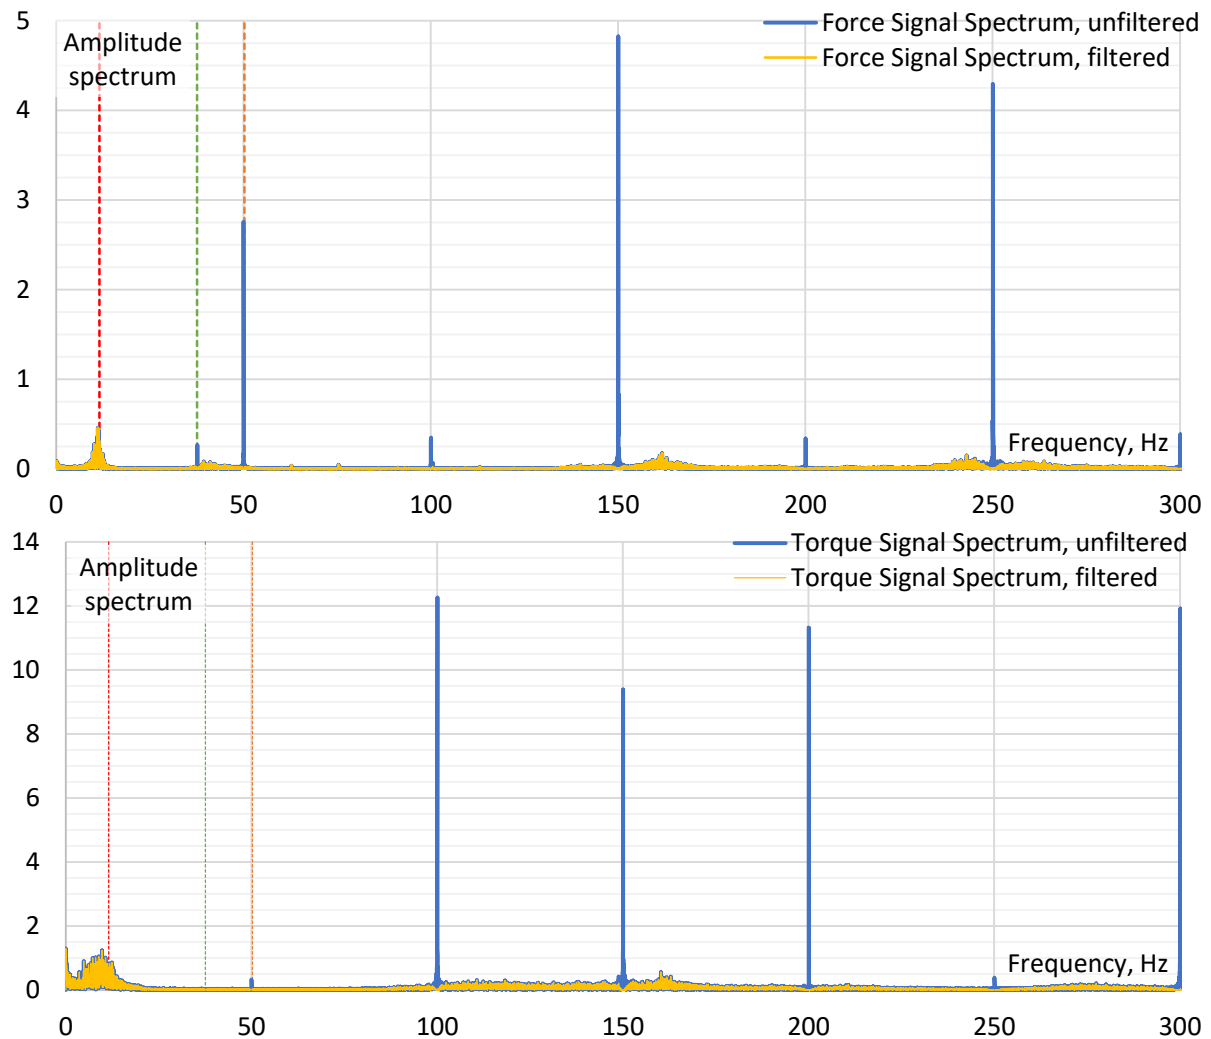 5
Force Signal Spectrum, unfiltered
Amplitude
spectrum
Force Signal Spectrum, filtered
4
3
2
1
Frequency, Hz
0
0 50 100 150 200 250 300
14
Torque Signal Spectrum, unfiltered
Amplitude
spectrum
Torque Signal Spectrum, filtered
12
10
8
6
4
2
Frequency, Hz
0
0 50 100 150 200 250 300